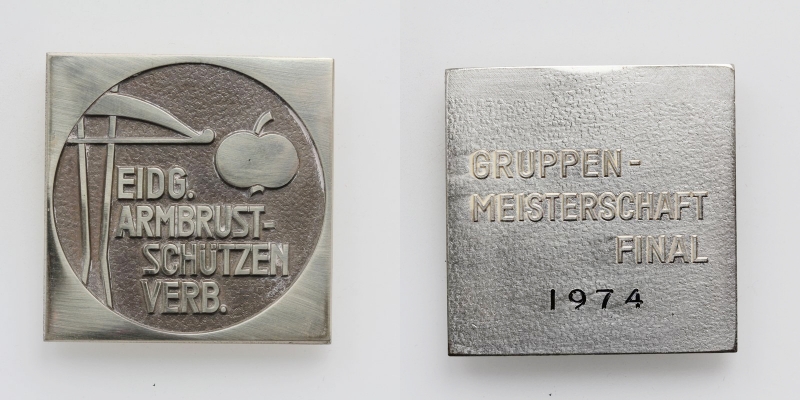 EIDG.
ARMBRUST-
SCHÜTZEN
VERB.
GRUPPEN-
MEISTERSCHAFT
FINAL
1974